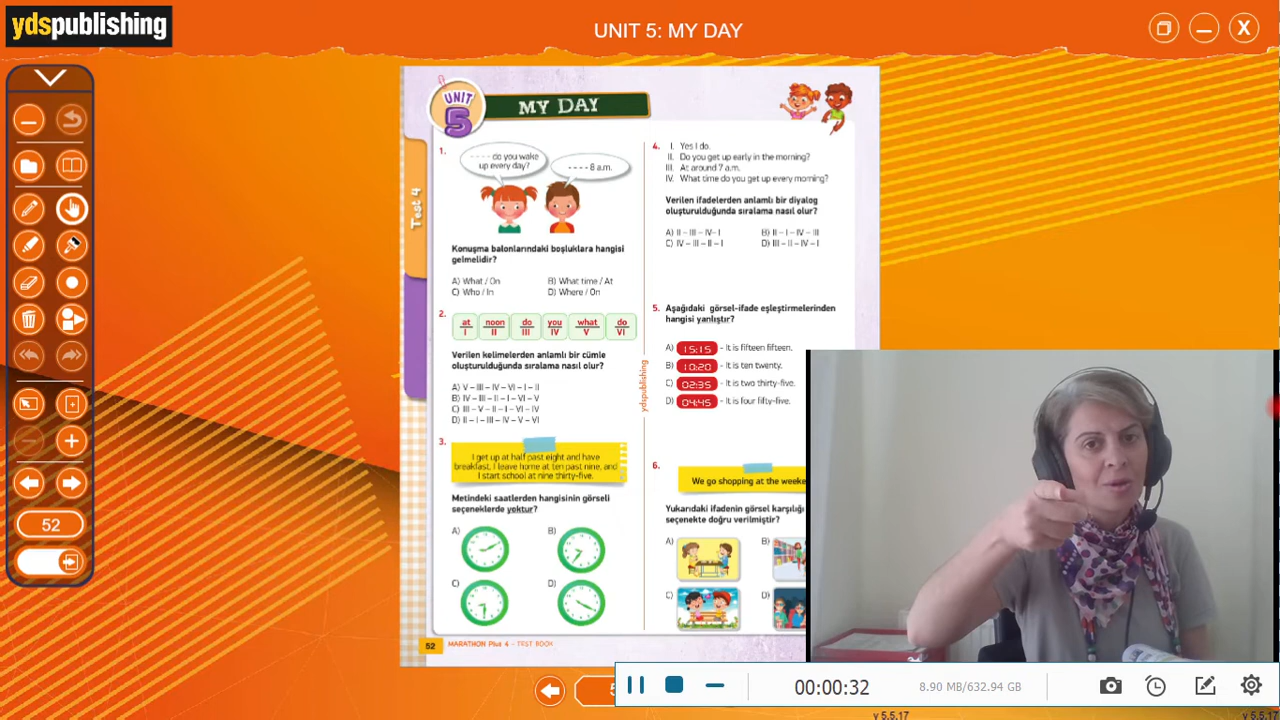 ydspublishing
UNIT 5: MY DAY
UNIT
5
MY DAY
Test 4
1.
- - - - do you wake
up every day?
- - - - 8 a.m.
Konuşma balonlarındaki boşluklara hangisi
gelmelidir?
A) What / On
B) What time / At
C) Who / In
D) Where / On
2.
at
I
noon
II
do
III
you
IV
what
V
do
VI
Verilen kelimelerden anlamlı bir cümle
oluşturulduğunda sıralama nasıl olur?
A) V – III – IV – VI – I – II
B) IV – III – II – I – VI – V
C) III – V – II – I – VI – IV
D) II – I – III – IV – V – VI
3.
I get up at half past eight and have
breakfast, I leave home at ten past nine, and
I start school at nine thirty-five.
Metindeki saatlerden hangisinin görseli
seçeneklerde yoktur?
A)
B)
C)
D)
52
MARATHON Plus 4 – TEST BOOK
ydspublishing
4.
I. Yes I do.
II. Do you get up early in the morning?
III. At around 7 a.m.
IV. What time do you get up every morning?
Verilen ifadelerden anlamlı bir diyalog
oluşturulduğunda sıralama nasıl olur?
A) II – III – IV – I
B) II – I – IV – III
C) IV – III – II – I
D) III – II – IV – I
5.
Aşağıdaki görsel-ifade eşleştirmelerinden
hangisi yanlıştır?
A) 15:15 - It is fifteen fifteen.
B) 10:20 - It is ten twenty.
C) 02:35 - It is two thirty-five.
D) 04:45 - It is four fifty-five.
6.
We go shopping at the weeke
Yukarıdaki ifadenin görsel karşılığı
seçenekte doğru verilmiştir?
A)
B)
C)
D)
52
5
00:00:32
8.90 MB/632.94 GB
v 5.5.17
v 5.5.17